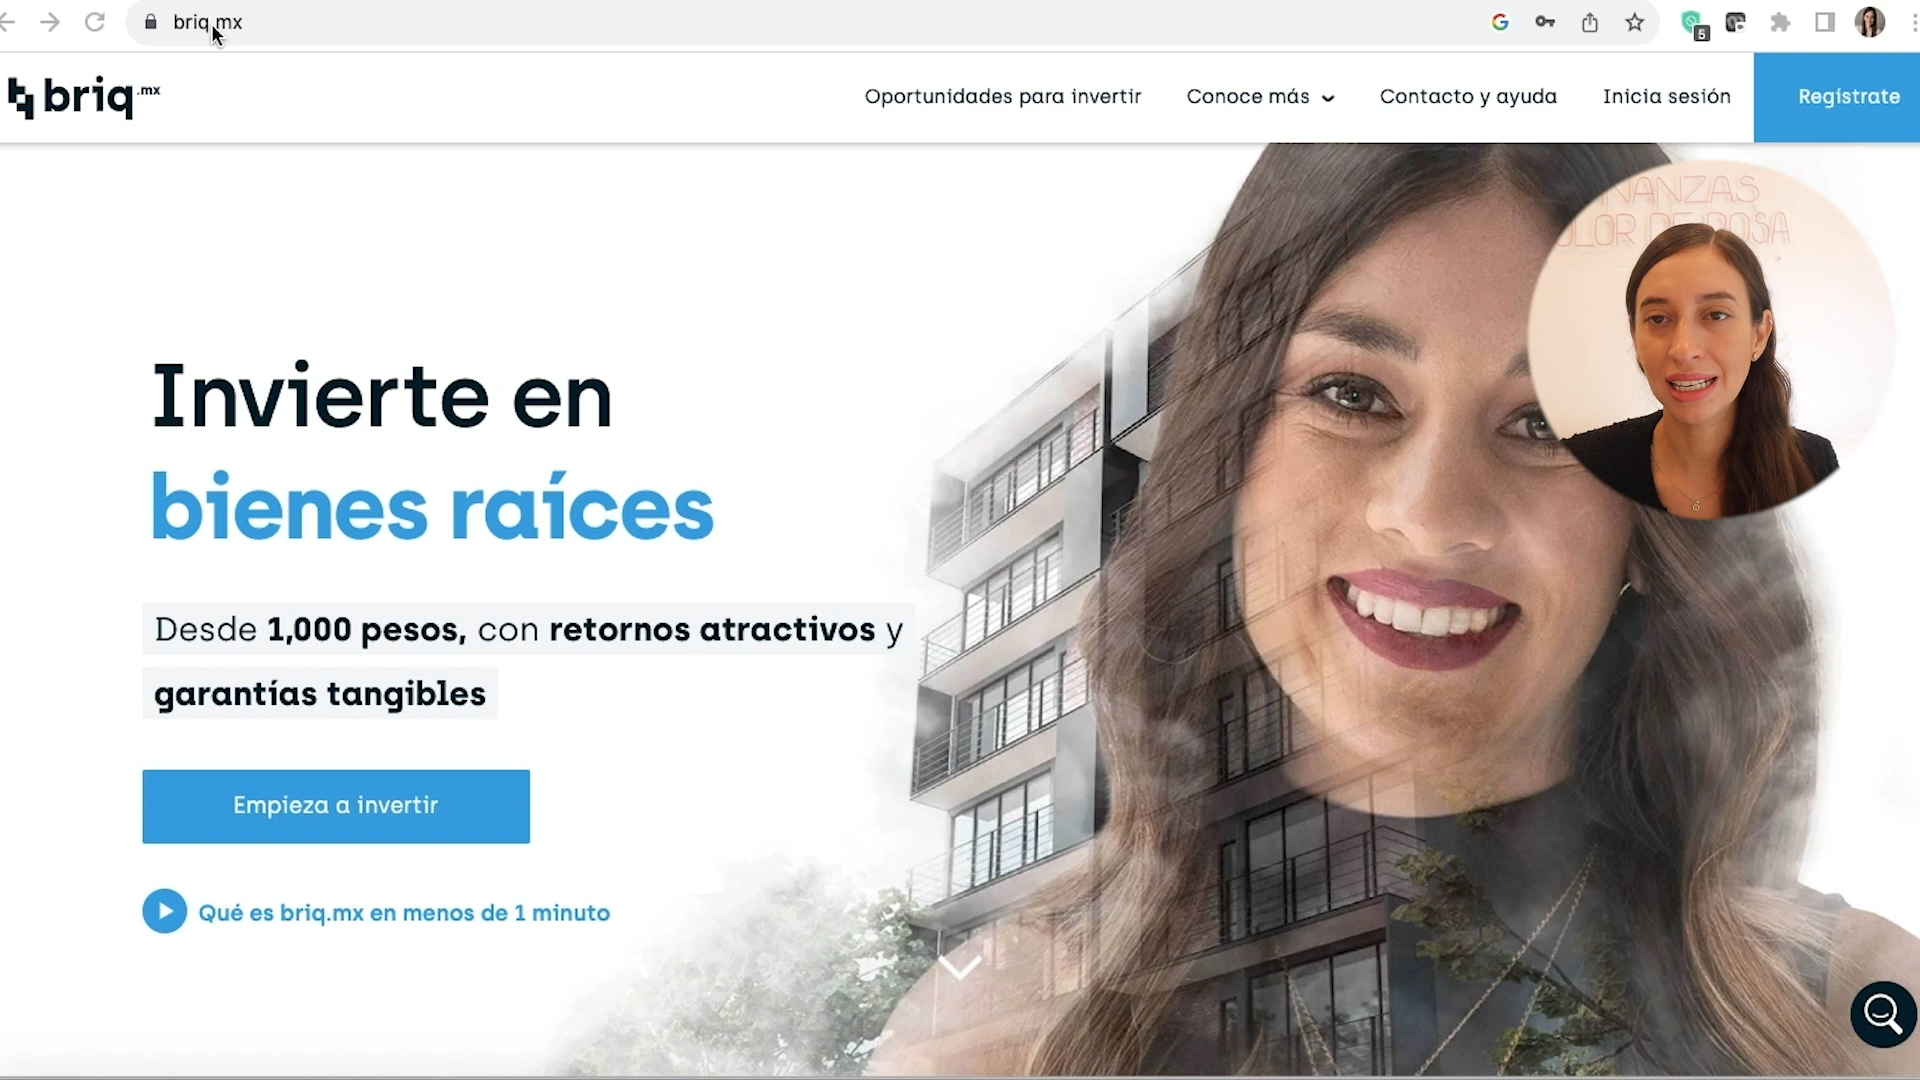 briq.mx
5
briq.mx
Oportunidades para invertir
Conoce más
Contacto y ayuda
Inicia sesión
Regístrate
Invierte en
bienes raíces
Desde 1,000 pesos, con retornos atractivos y
garantías tangibles
Empieza a invertir
Qué es briq.mx en menos de 1 minuto